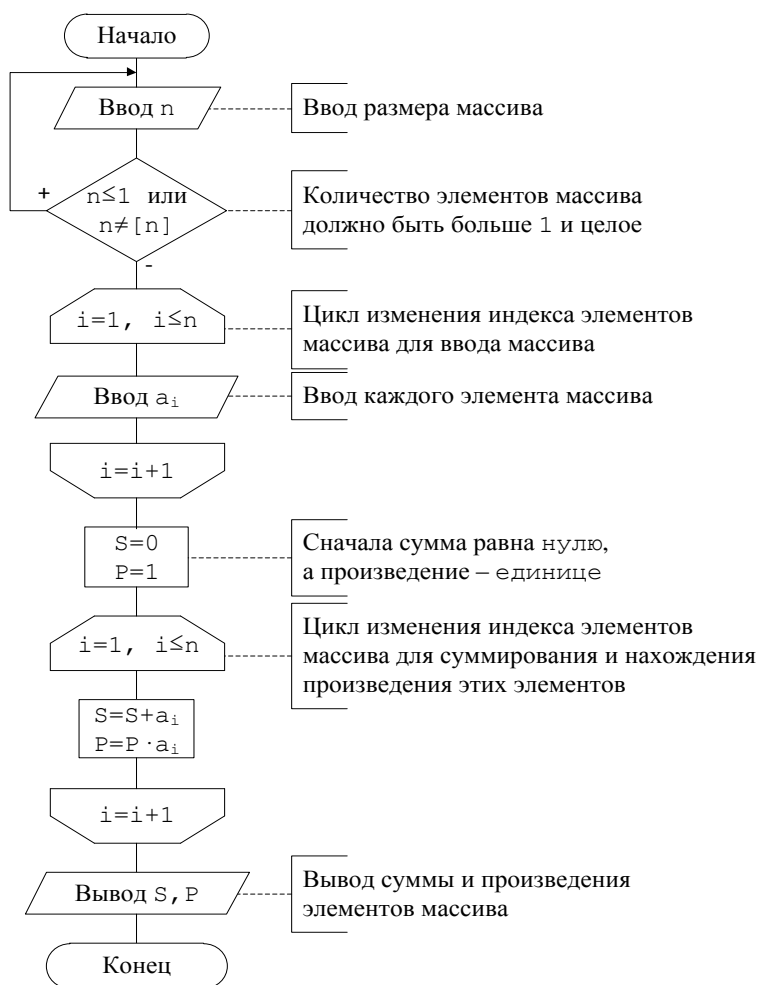 Начало
Ввод n
Ввод размера массива
+
n≤1 или
n≠[n]
Количество элементов массива
должно быть больше 1 и целое
-
i=1, i≤n
Цикл изменения индекса элементов
массива для ввода массива
Ввод aᵢ
Ввод каждого элемента массива
i=i+1
S=0
P=1
Сначала сумма равна нулю,
а произведение – единице
i=1, i≤n
Цикл изменения индекса элементов
массива для суммирования и нахождения
произведения этих элементов
S=S+aᵢ
P=P·aᵢ
i=i+1
Вывод S,P
Вывод суммы и произведения
элементов массива
Конец